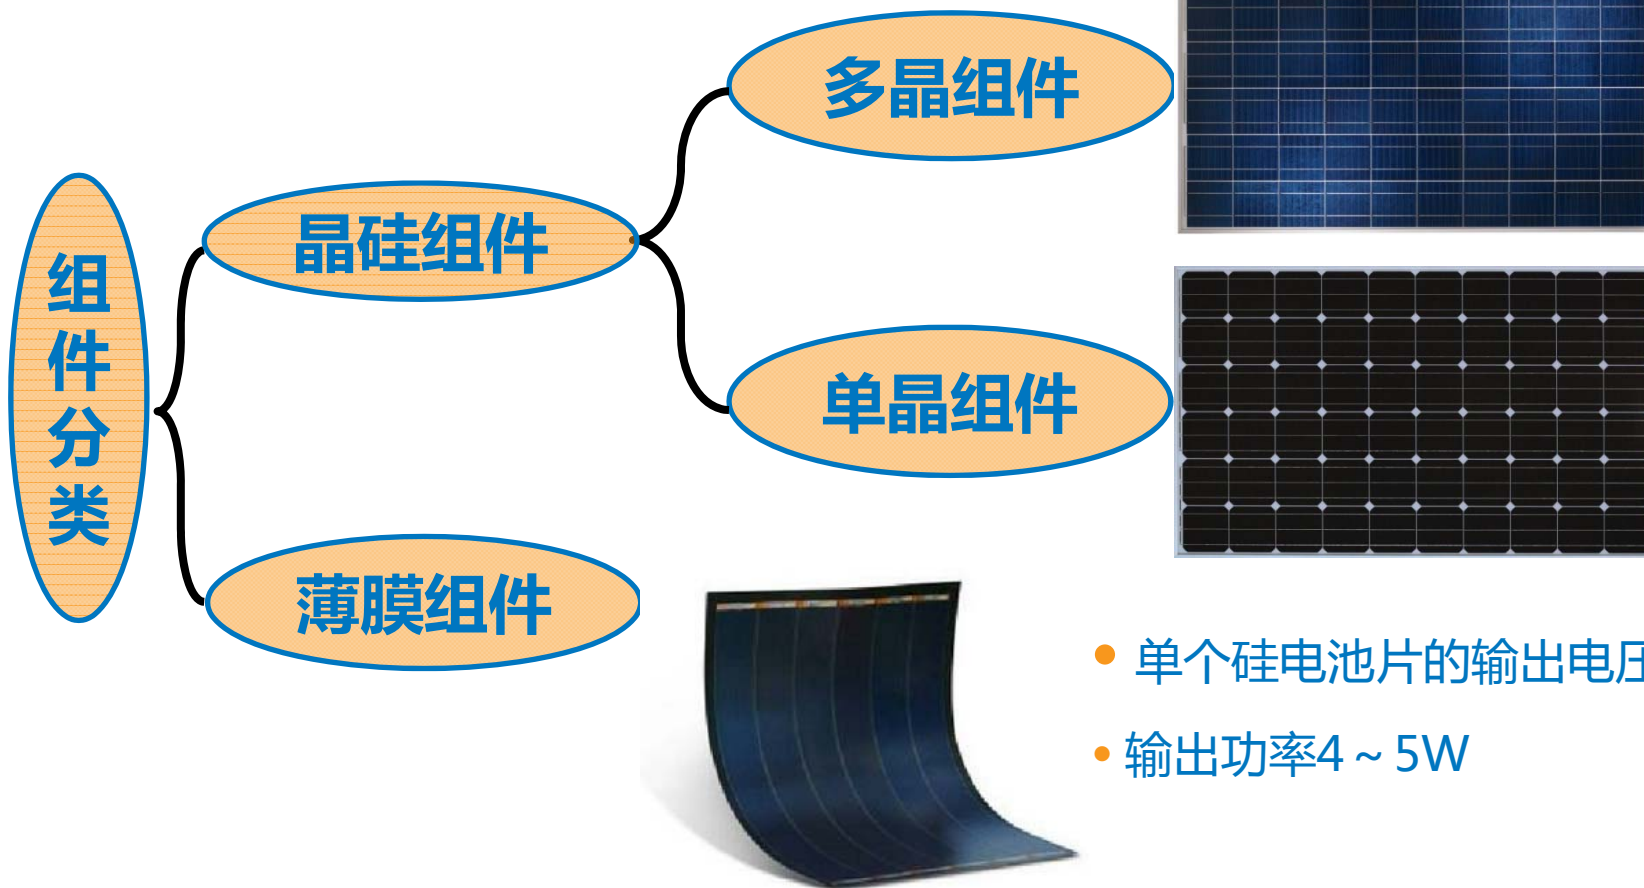 组件分类
晶硅组件
多晶组件
单晶组件
薄膜组件
• 单个硅电池片的输出电压
• 输出功率4～5W